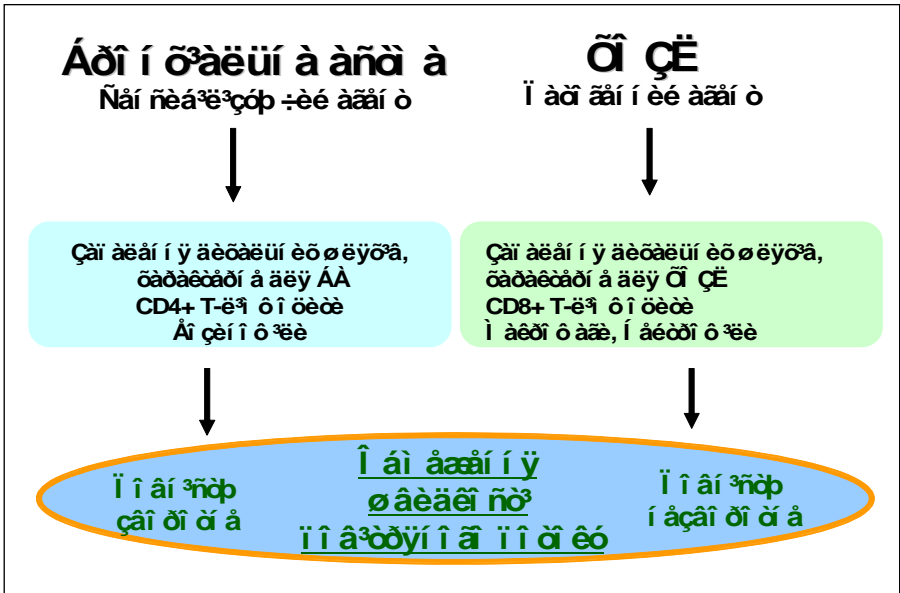 Áðî í õ³àëüí à àñòì à
Ñåí ñèá³ë³çóþ ÷èé àãåí ò
ÕÎ ÇË
Ï àòî ãåí í èé àãåí ò
Çàï àëåí í ÿ äèõàëüí èõ ø ëÿõ³â,
õàðàêòåðí å äëÿ ÁÀ
CD4+ T-ë³ì ô î öèòè
Åî çèí î ô ³ëè
Çàï àëåí í ÿ äèõàëüí èõ ø ëÿõ³â,
õàðàêòåðí å äëÿ ÕÎ ÇË
CD8+ T-ë³ì ô î öèòè
Ì àêðî ô àãè, Í åéòðî ô ³ëè
Ï î âí ³ñòþ
çâî ðî òí å
Î áì åæåí í ÿ
ø âèäêî ñò³
ï î â³òðÿí î ãî ï î òî êó
Ï î âí ³ñòþ
í åçâî ðî òí å